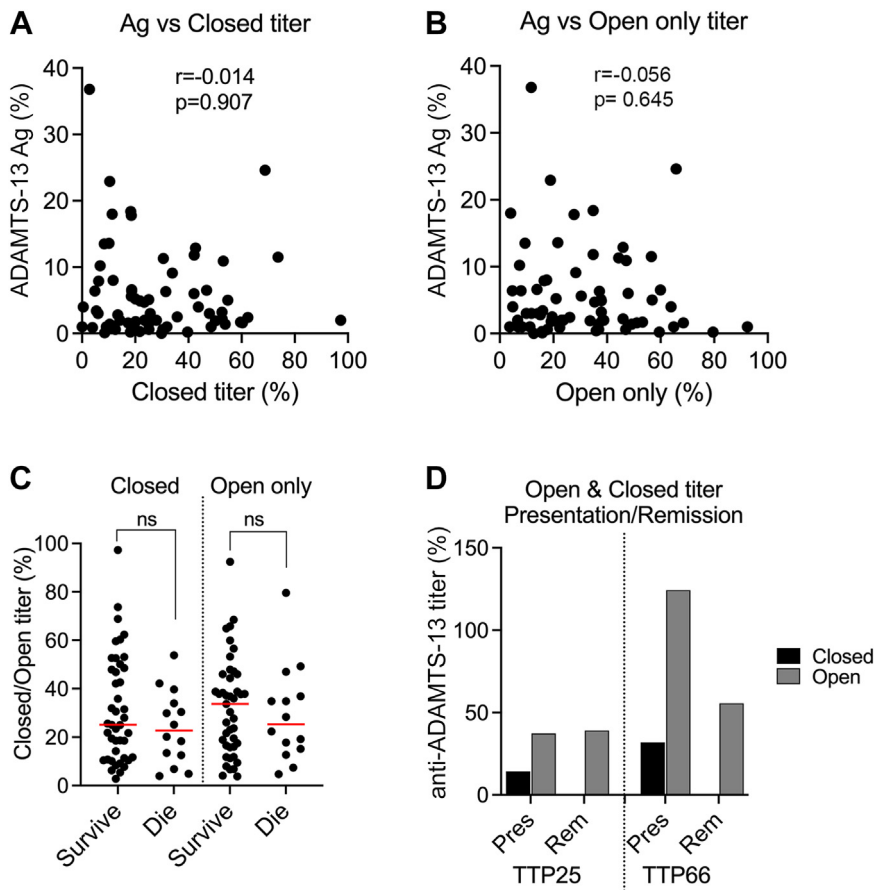 A
Ag vs Closed titer
r=-0.014
p=0.907
ADAMTS-13 Ag (%)
40
30
20
10
0
0 20 40 60 80 100
Closed titer (%)
B
Ag vs Open only titer
r=-0.056
p= 0.645
ADAMTS-13 Ag (%)
40
30
20
10
0
0 20 40 60 80 100
Open only (%)
C
Closed Open only
ns ns
Closed/Open titer (%)
100
80
60
40
20
0
Survive Die Survive Die
D
Open & Closed titer
Presentation/Remission
anti-ADAMTS-13 titer (%)
150
100
50
0
Pres Rem Pres Rem
TTP25 TTP66
Closed
Open